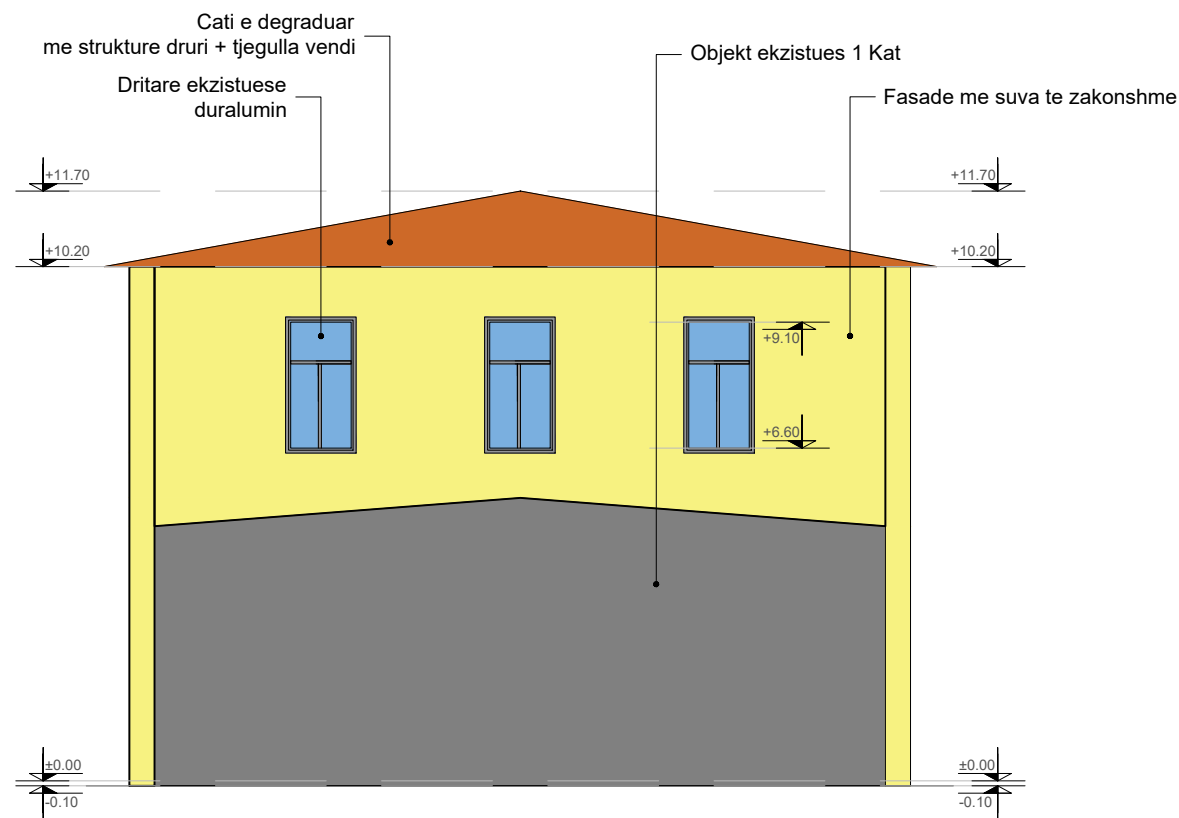 Cati e degraduar
me strukture druri + tjegulla vendi
Objekt ekzistues 1 Kat
Dritare ekzistuese
duralumin
Fasade me suva te zakonshme
+11.70
+11.70
+10.20
+10.20
+9.10
+6.60
±0.00
±0.00
-0.10
-0.10